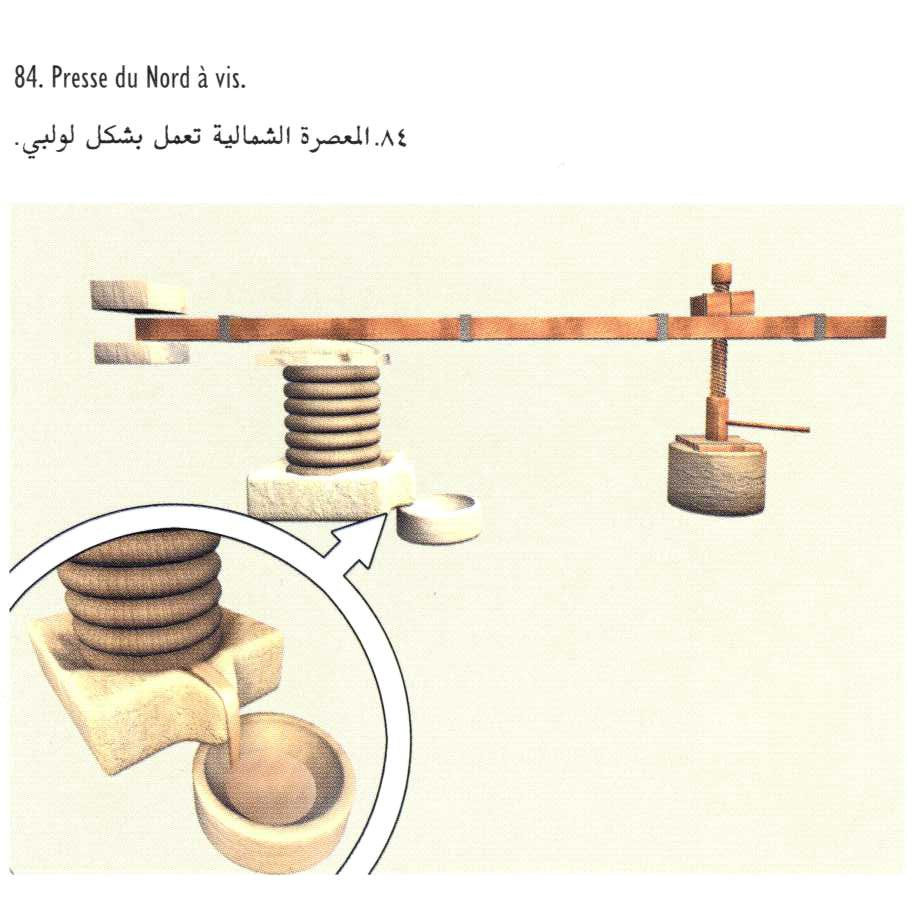 84. Presse du Nord à vis.
٨٤. المعصرة الشمالية تعمل بشكل لولبي.